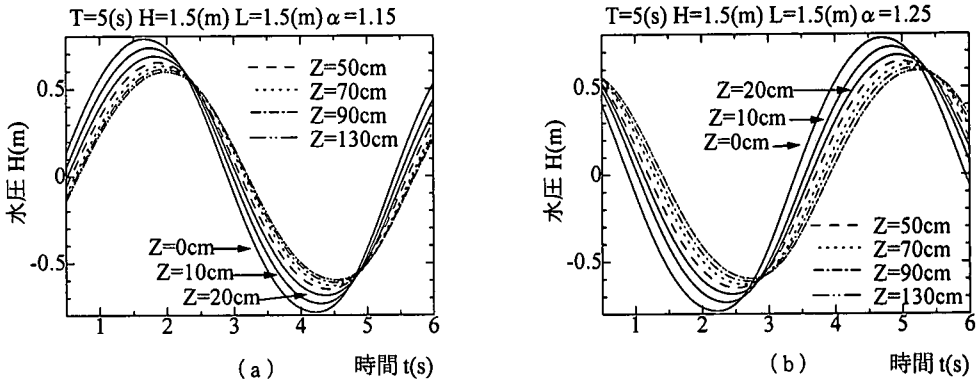 T=5(s) H=1.5(m) L=1.5(m) α=1.15
0.5
0
-0.5
水圧 H(m)
Z=50cm
Z=70cm
Z=90cm
Z=130cm
Z=0cm
Z=10cm
Z=20cm
1 2 3 4 5 6
(a) 時間 t(s)
T=5(s) H=1.5(m) L=1.5(m) α=1.25
0.5
0
-0.5
水圧 H(m)
Z=20cm
Z=10cm
Z=0cm
Z=50cm
Z=70cm
Z=90cm
Z=130cm
1 2 3 4 5 6
(b) 時間 t(s)